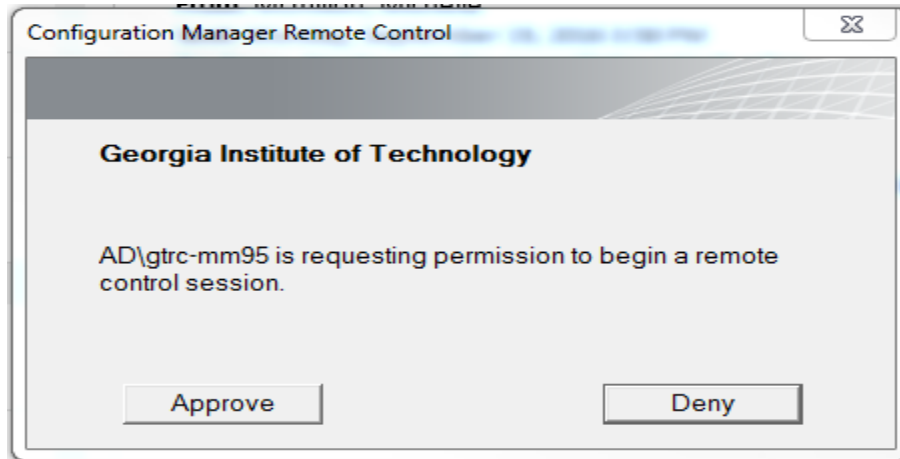 Configuration Manager Remote Control
Georgia Institute of Technology
AD\gtrc-mm95 is requesting permission to begin a remote
control session.
Approve
Deny